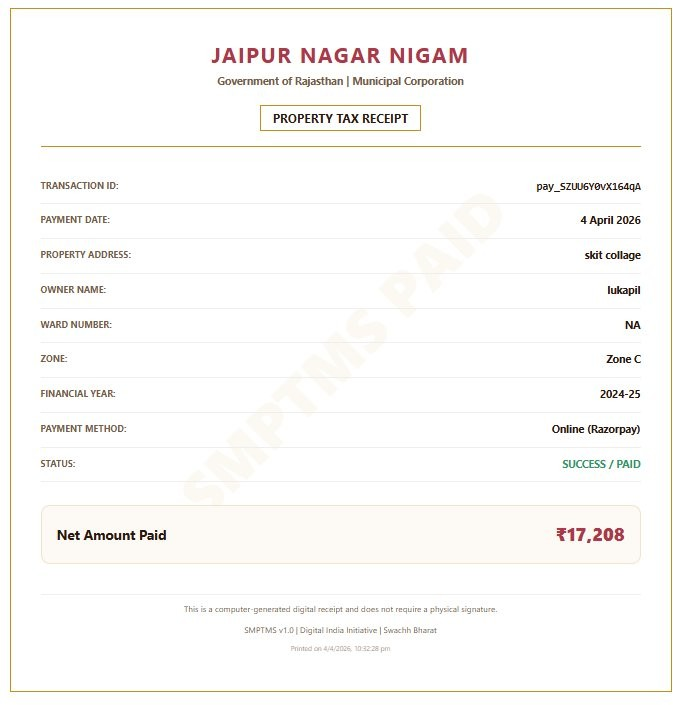 JAIPUR NAGAR NIGAM
Government of Rajasthan | Municipal Corporation
PROPERTY TAX RECEIPT
TRANSACTION ID: pay_SZUU6Y0vX164qA
PAYMENT DATE: 4 April 2026
PROPERTY ADDRESS: skit collage
OWNER NAME: lukapil
WARD NUMBER: NA
ZONE: Zone C
FINANCIAL YEAR: 2024-25
PAYMENT METHOD: Online (Razorpay)
STATUS: SUCCESS / PAID
SMPTMS PAID
Net Amount Paid ₹17,208
This is a computer-generated digital receipt and does not require a physical signature.
SMPTMS v1.0 | Digital India Initiative | Swachh Bharat
Printed on 4/4/2026, 10:32:28 pm